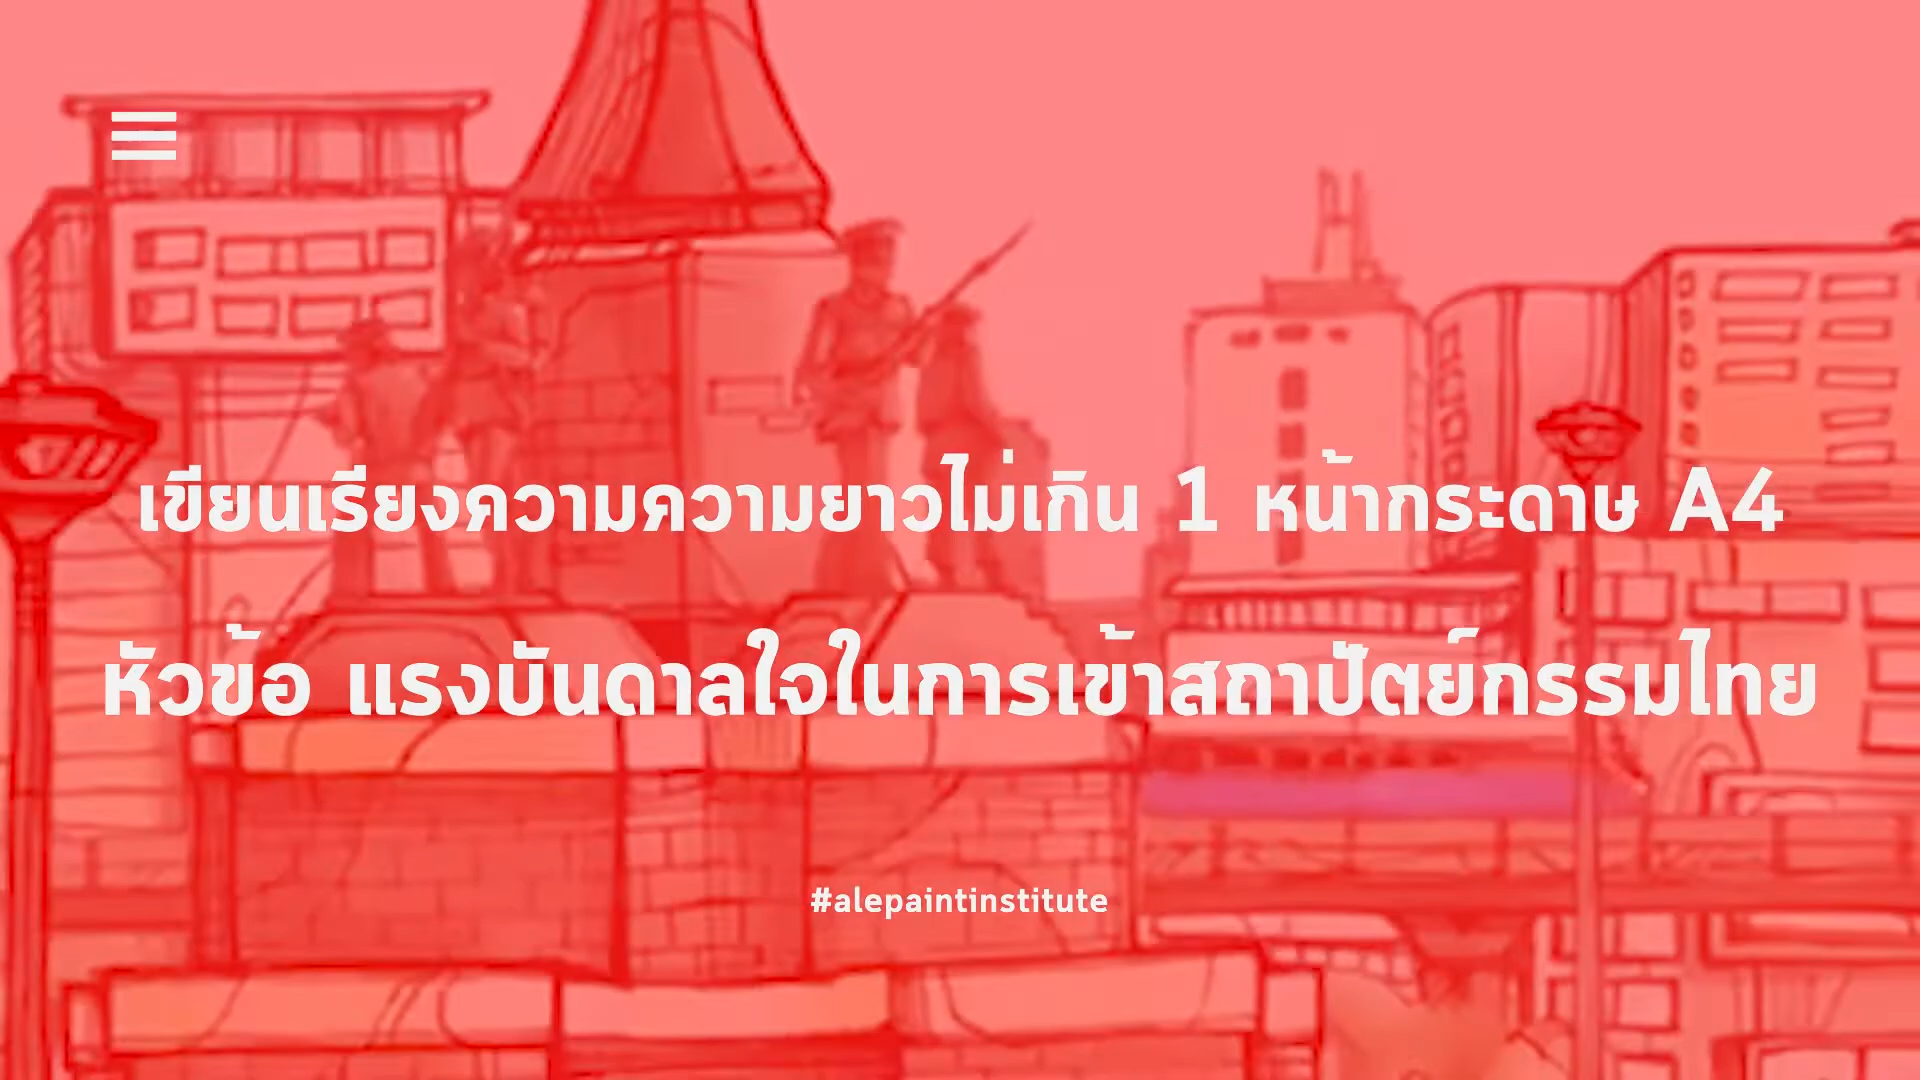 เขียนเรียงความความยาวไม่เกิน 1 หน้ากระดาษ A4
หัวข้อ แรงบันดาลใจในการเข้าสถาปัตย์กรรมไทย
#alepaintinstitute